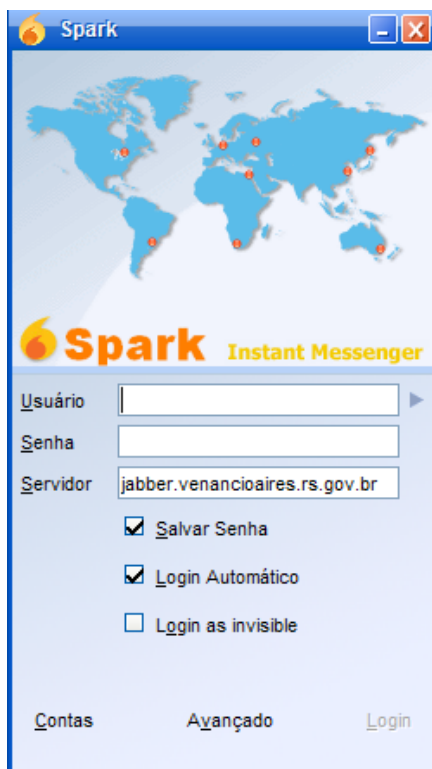 Spark
Spark Instant Messenger
Usuário
Senha
Servidor jabber.venancioaires.rs.gov.br
Salvar Senha
Login Automático
Login as invisible
Contas Avançado Login